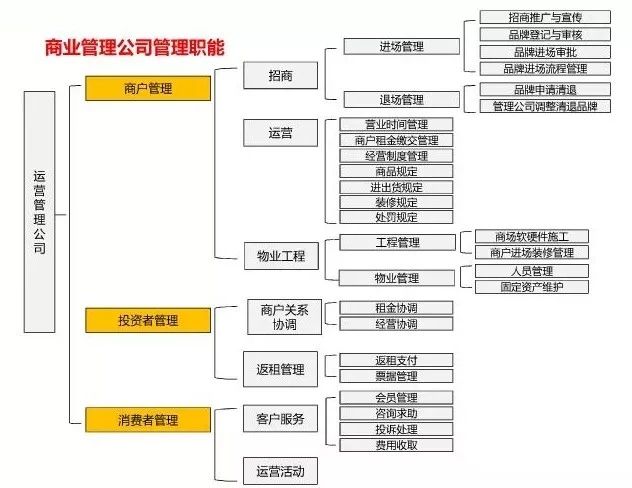 商业管理公司管理职能
运营管理公司
商户管理
招商
进场管理
招商推广与宣传
品牌登记与审核
品牌进场审批
品牌进场流程管理
退场管理
品牌申请清退
管理公司调整清退品牌
运营
营业时间管理
商户租金缴交管理
经营制度管理
商品规定
进出货规定
装修规定
处罚规定
物业工程
工程管理
商场软硬件施工
商户进场装修管理
物业管理
人员管理
固定资产维护
投资者管理
商户关系
协调
租金协调
经营协调
返租管理
返租支付
票据管理
消费者管理
客户服务
会员管理
咨询求助
投诉处理
费用收取
运营活动